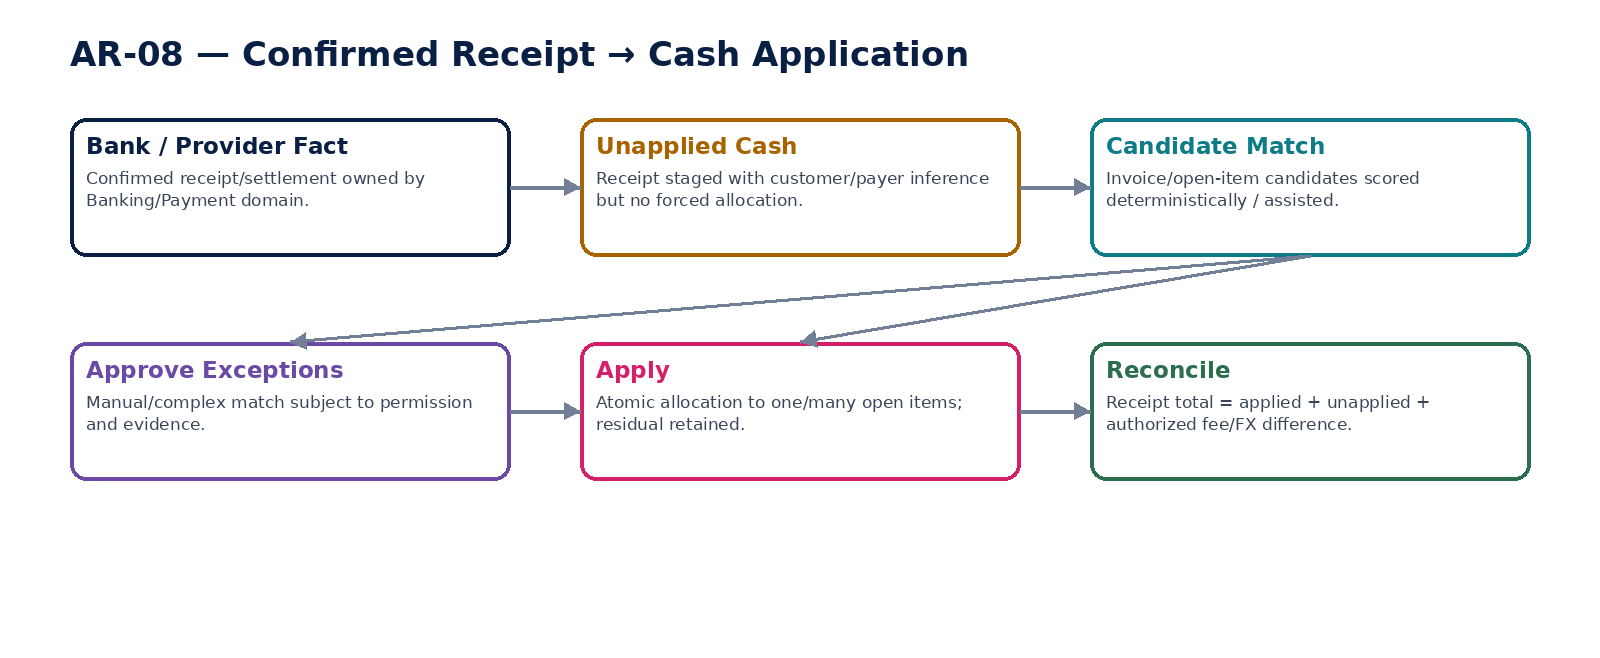 AR-08 — Confirmed Receipt → Cash Application
Bank / Provider Fact
Confirmed receipt/settlement owned by
Banking/Payment domain.
Unapplied Cash
Receipt staged with customer/payer inference
but no forced allocation.
Candidate Match
Invoice/open-item candidates scored
deterministically / assisted.
Approve Exceptions
Manual/complex match subject to permission
and evidence.
Apply
Atomic allocation to one/many open items;
residual retained.
Reconcile
Receipt total = applied + unapplied +
authorized fee/FX difference.